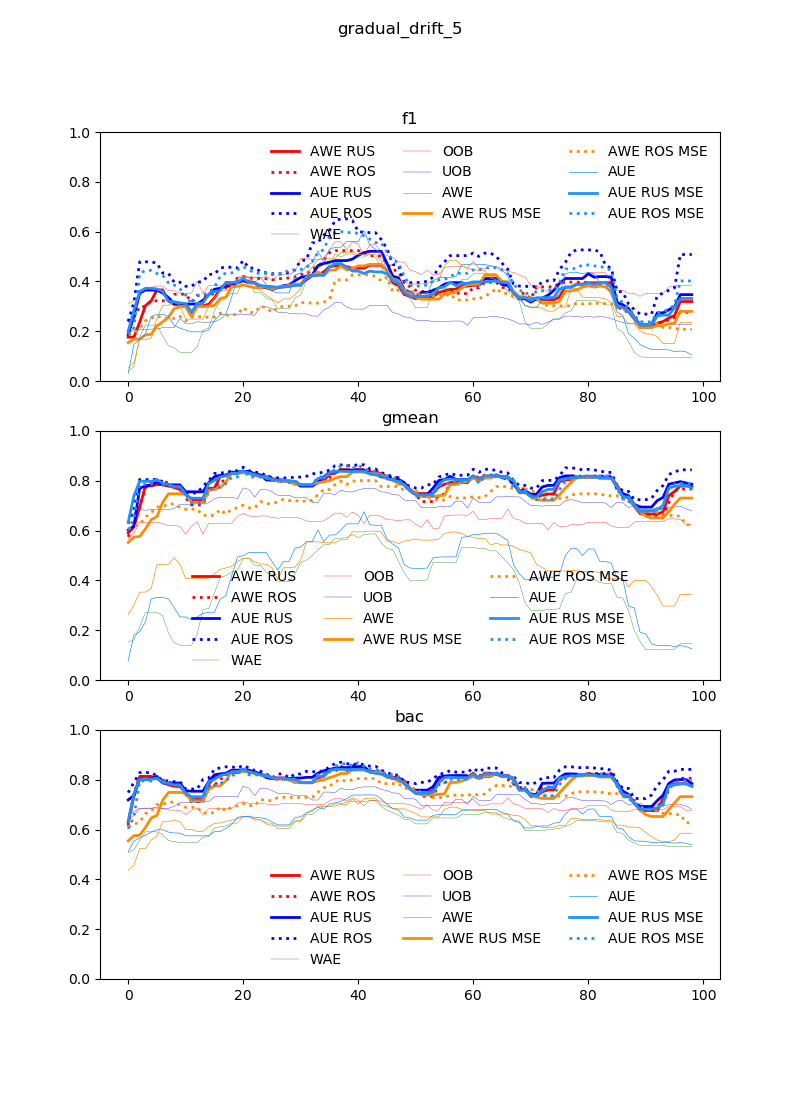 gradual_drift_5
f1
1.0
0.8
0.6
0.4
0.2
0.0
AWE RUS OOB AWE ROS MSE
AWE ROS UOB AUE
AUE RUS AWE AUE RUS MSE
AUE ROS AWE RUS MSE AUE ROS MSE
WAE
0 20 40 60 80 100
gmean
1.0
0.8
0.6
0.4
0.2
0.0
AWE RUS OOB AWE ROS MSE
AWE ROS UOB AUE
AUE RUS AWE AUE RUS MSE
AUE ROS AWE RUS MSE AUE ROS MSE
WAE
0 20 40 60 80 100
bac
1.0
0.8
0.6
0.4
0.2
0.0
AWE RUS OOB AWE ROS MSE
AWE ROS UOB AUE
AUE RUS AWE AUE RUS MSE
AUE ROS AWE RUS MSE AUE ROS MSE
WAE
0 20 40 60 80 100